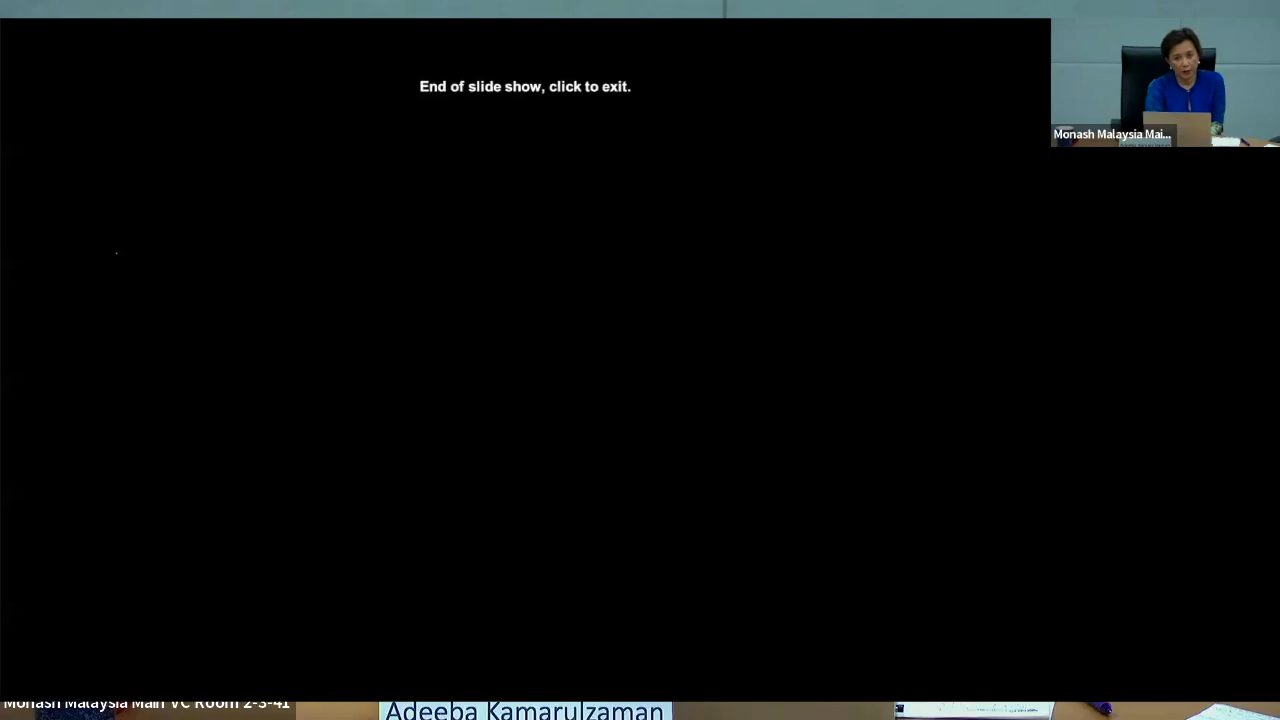 End of slide show, click to exit.
Monash Malaysia Mai...
Monash Malaysia Main VC Room 2-3-41
Adeeba Kamarulzaman